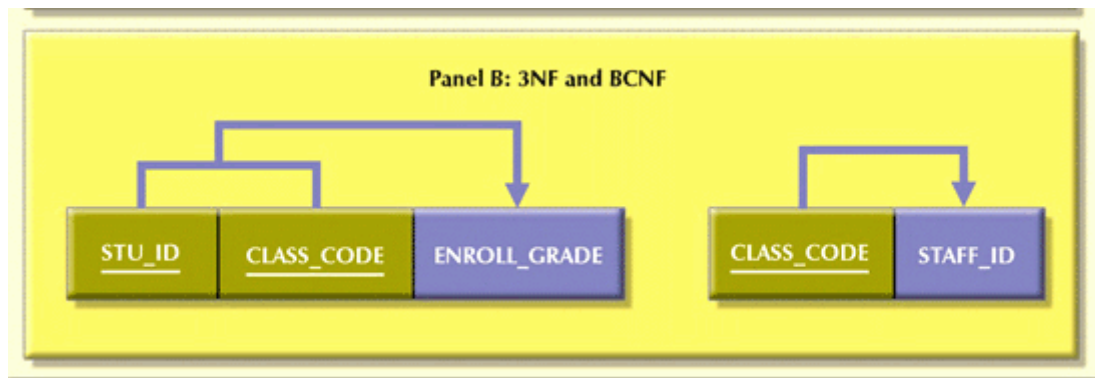 Panel B: 3NF and BCNF
STU_ID CLASS_CODE ENROLL_GRADE CLASS_CODE STAFF_ID